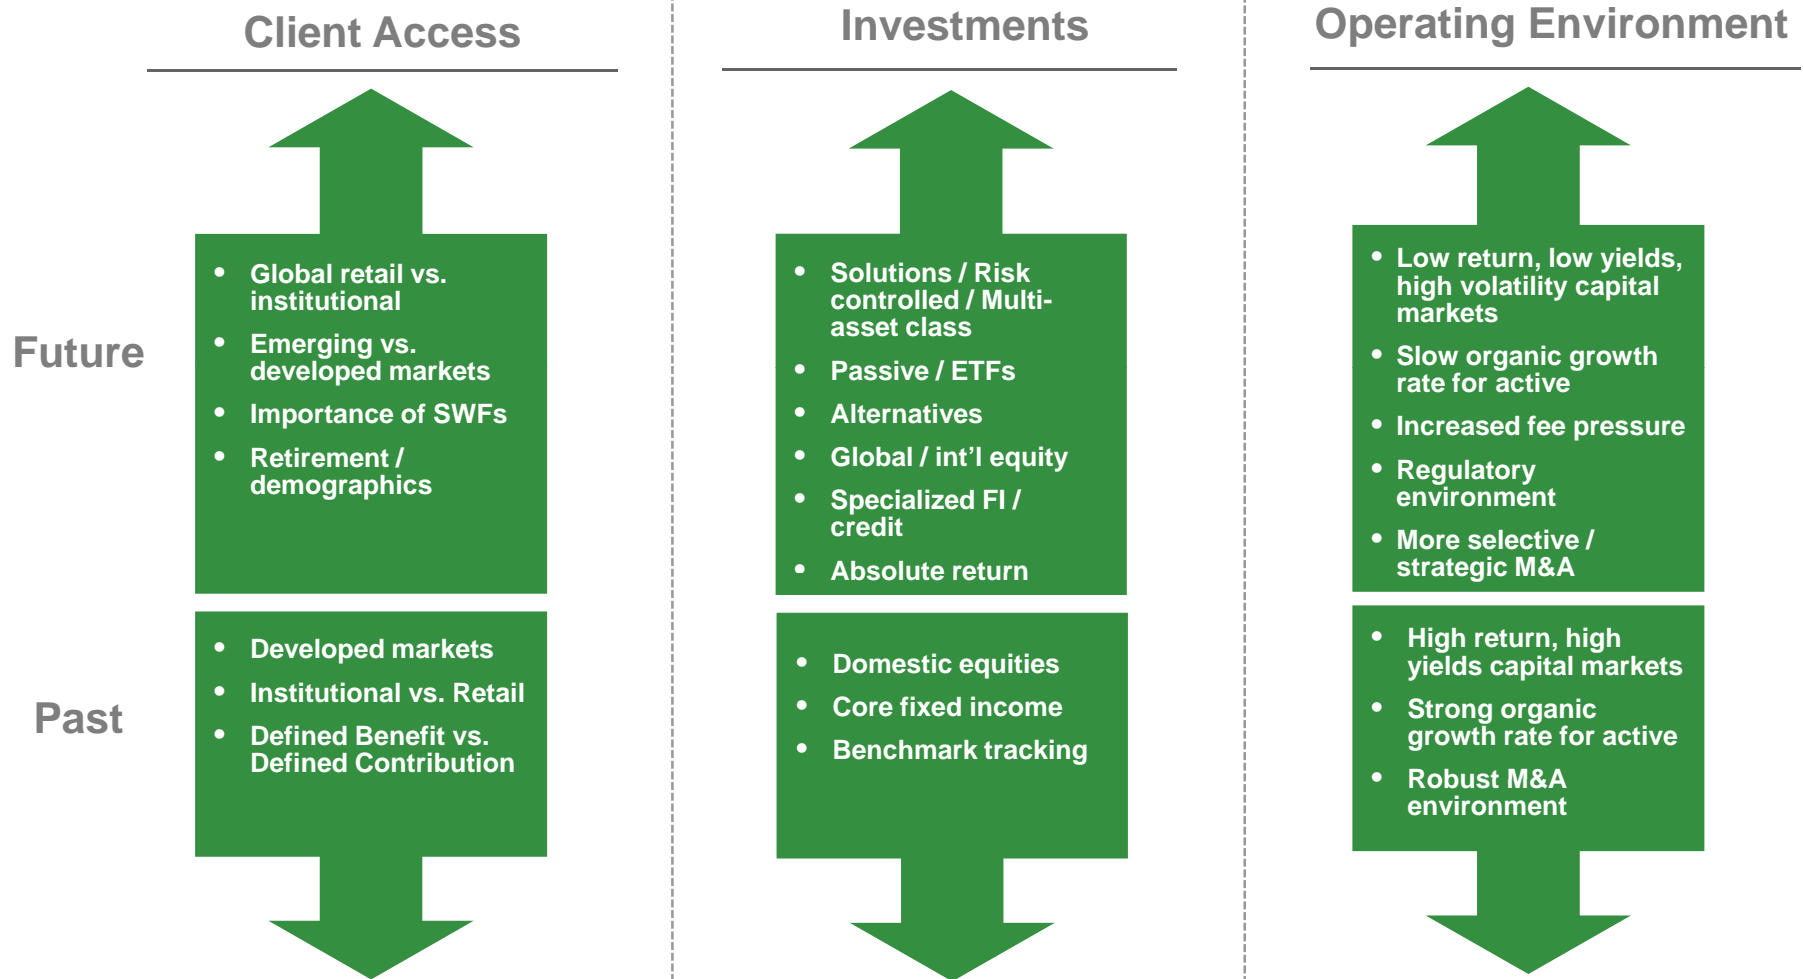 Client Access
Investments
Operating Environment
Future
• Global retail vs.
institutional
• Emerging vs.
developed markets
• Importance of SWFs
• Retirement /
demographics
• Solutions / Risk
controlled / Multi-
asset class
• Passive / ETFs
• Alternatives
• Global / int’l equity
• Specialized FI /
credit
• Absolute return
• Low return, low yields,
high volatility capital
markets
• Slow organic growth
rate for active
• Increased fee pressure
• Regulatory
environment
• More selective /
strategic M&A
Past
• Developed markets
• Institutional vs. Retail
• Defined Benefit vs.
Defined Contribution
• Domestic equities
• Core fixed income
• Benchmark tracking
• High return, high
yields capital markets
• Strong organic
growth rate for active
• Robust M&A
environment